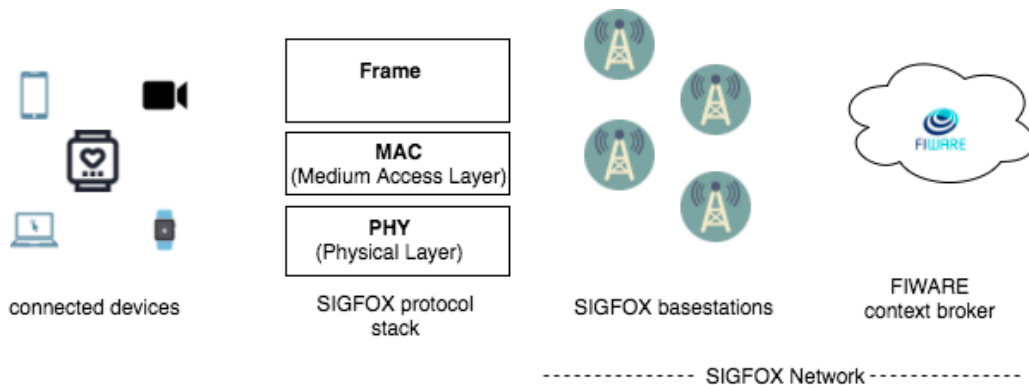 Frame
MAC
(Medium Access Layer)
PHY
(Physical Layer)
FIWARE
connected devices
SIGFOX protocol
stack
SIGFOX basestations
FIWARE
context broker
SIGFOX Network